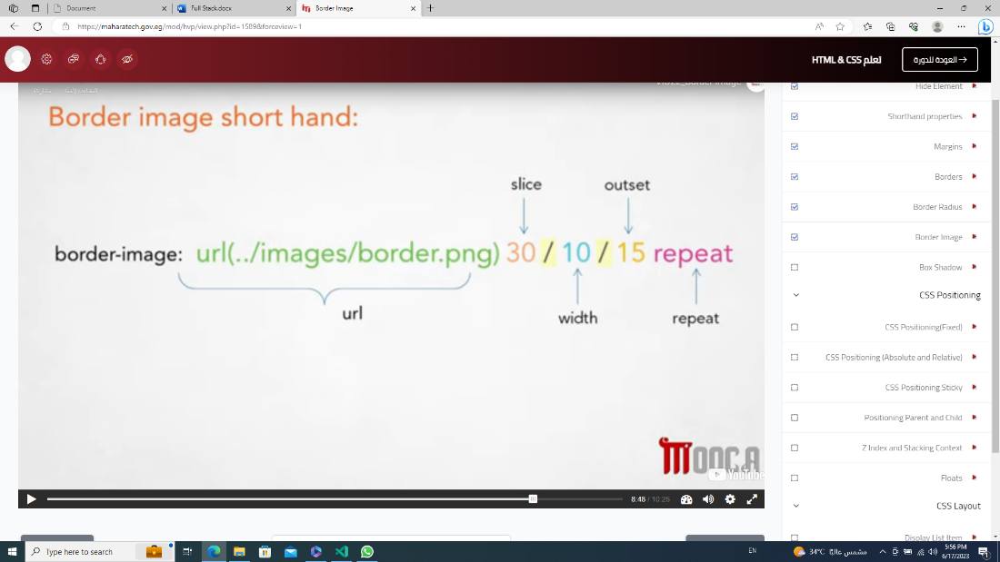 Document
Full Stack.docx
Border Image
https://maharatech.gov.eg/mod/hvp/view.php?id=1589&forceview=1
HTML & CSS تعلم
العودة للدورة
Border image short hand:
slice
outset
border-image: url(../images/border.png) 30 / 10 / 15 repeat
url
width
repeat
YouTube
8:48 / 10:26
Hide Element
Shorthand properties
Margins
Borders
Border Radius
Border Image
Box Shadow
CSS Positioning
CSS Positioning(Fixed)
CSS Positioning (Absolute and Relative)
CSS Positioning Sticky
Positioning Parent and Child
Z Index and Stacking Context
Floats
CSS Layout
Display List Item
Type here to search
EN
34°C مشمس غالبًا
5:56 PM
6/17/2023